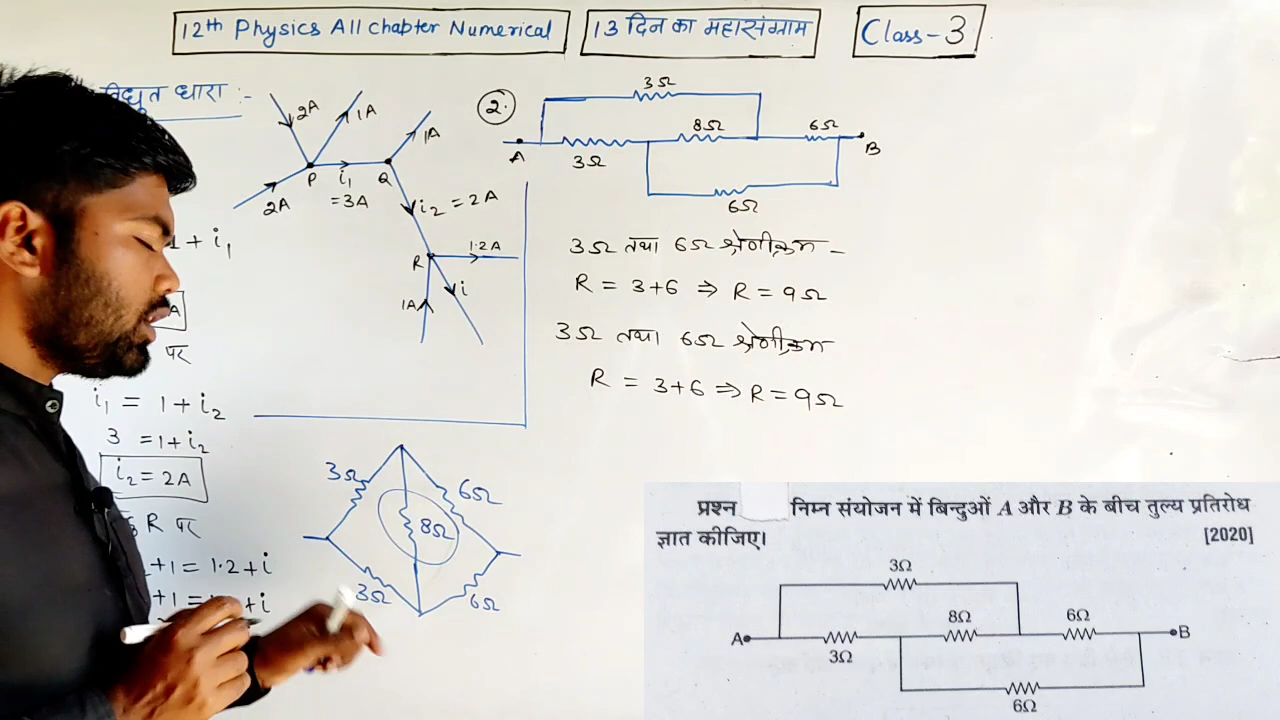 12th Physics All chapter Numerical
13 दिन का महासंग्राम
Class-3
विद्युत धारा :-
2A
1A
P
i₁
= 3A
Q
1A
2A
i₂ = 2A
R
1.2A
1A
i
+ i₁
A
पर
i₁ = 1 + i₂
3 = 1 + i₂
i₂ = 2A
R पर
+1 = 1.2 + i
+1 = + i
3Ω
6Ω
8Ω
3Ω
6Ω
2.
3Ω
8Ω
6Ω
A
3Ω
B
6Ω
3Ω तथा 6Ω श्रेणीक्रम –
R = 3+6 ⇒ R = 9Ω
3Ω तथा 6Ω श्रेणीक्रम
R = 3+6 ⇒ R = 9Ω
प्रश्न निम्न संयोजन में बिन्दुओं A और B के बीच तुल्य प्रतिरोध
ज्ञात कीजिए। [2020]
3Ω
8Ω
6Ω
A
B
3Ω
6Ω